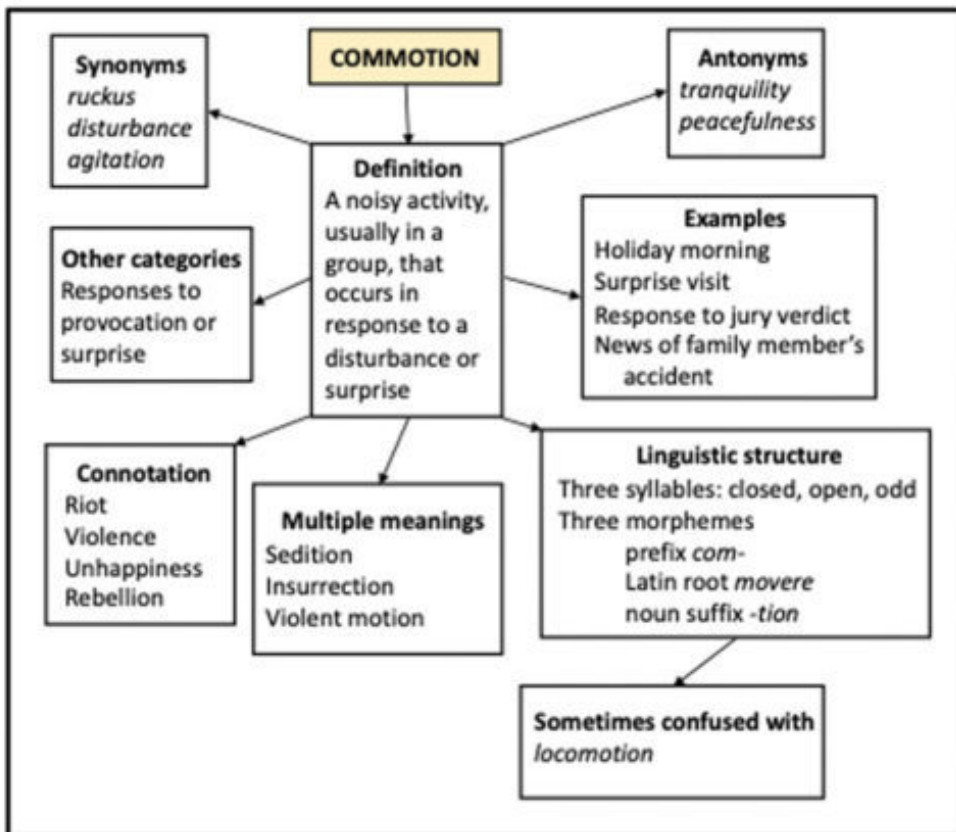 COMMOTION
Synonyms
ruckus
disturbance
agitation
Antonyms
tranquility
peacefulness
Definition
A noisy activity,
usually in a
group, that
occurs in
response to a
disturbance or
surprise
Other categories
Responses to
provocation or
surprise
Examples
Holiday morning
Surprise visit
Response to jury verdict
News of family member's
accident
Connotation
Riot
Violence
Unhappiness
Rebellion
Multiple meanings
Sedition
Insurrection
Violent motion
Linguistic structure
Three syllables: closed, open, odd
Three morphemes
prefix com-
Latin root movere
noun suffix -tion
Sometimes confused with
locomotion